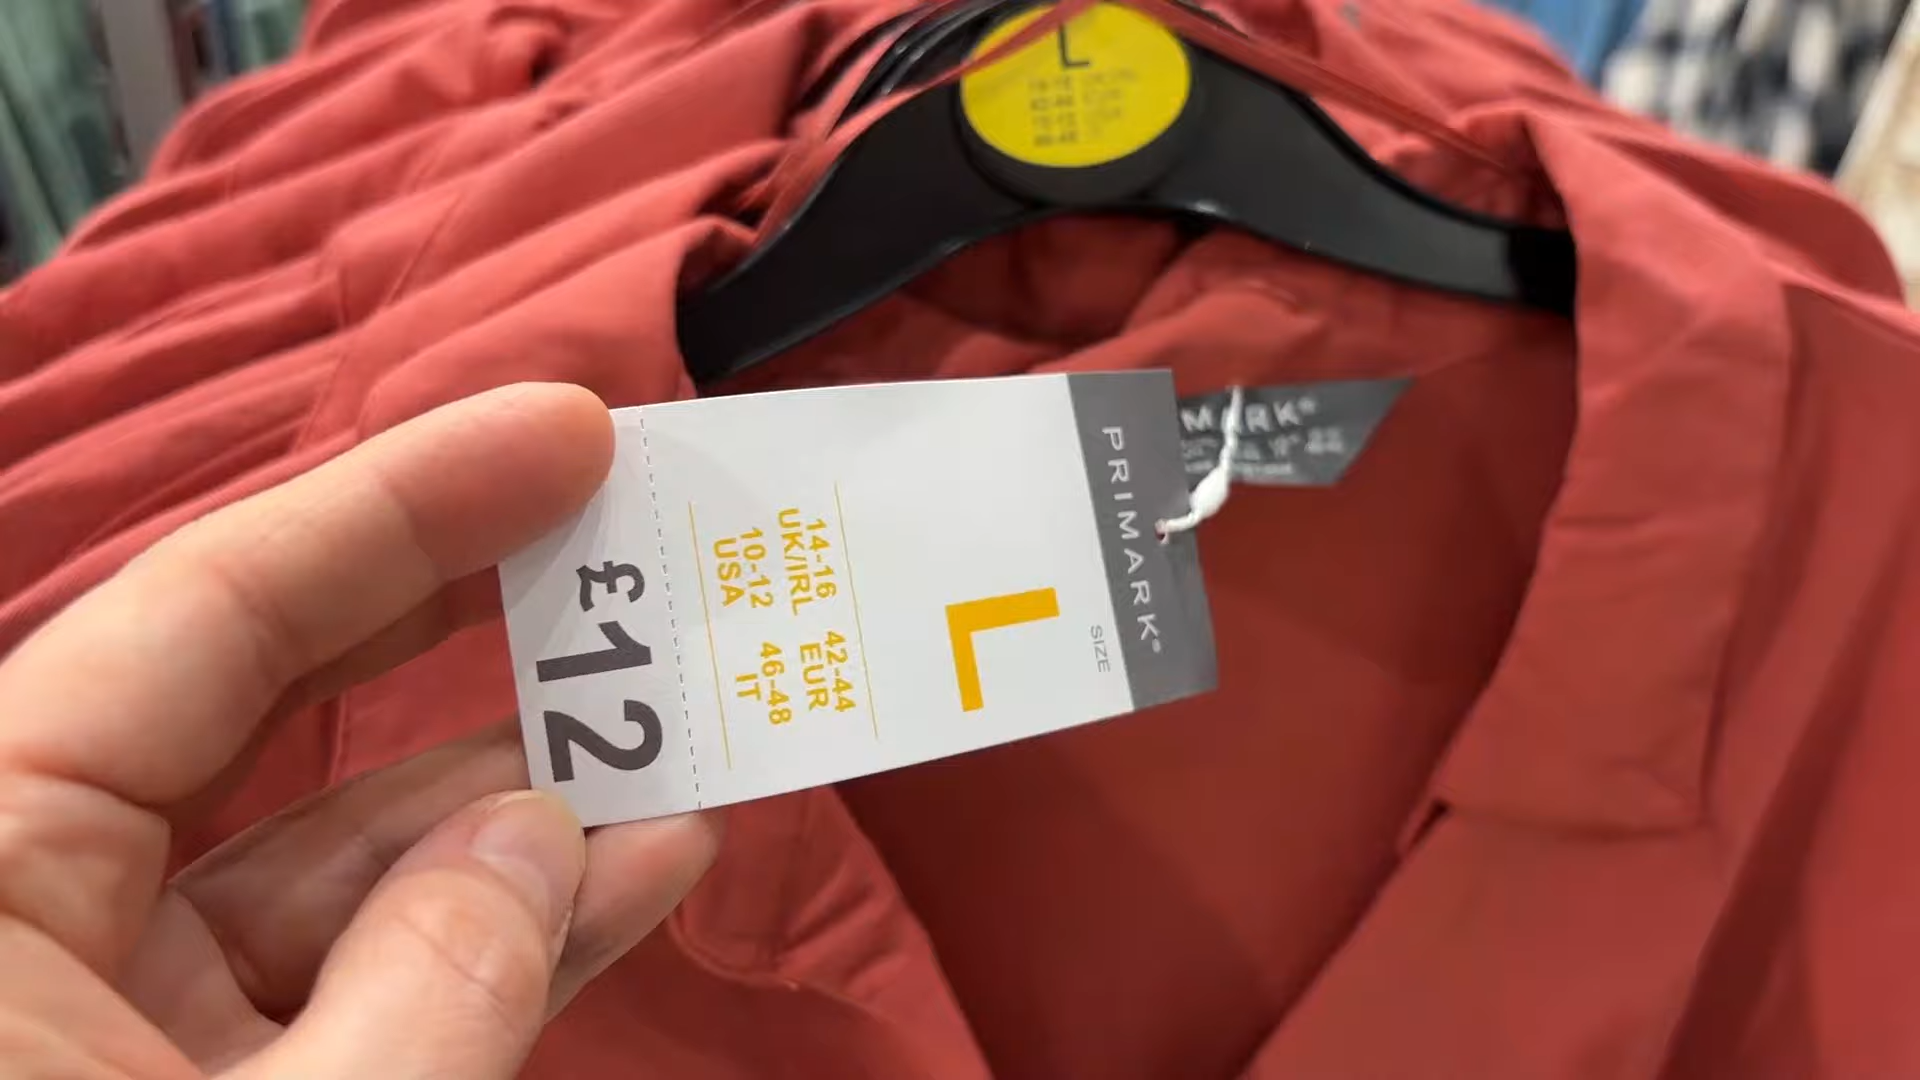 L
PRIMARK®
SIZE
L
14-16 42-44
UK/IRL EUR
10-12 46-48
USA IT
£12
MARK®